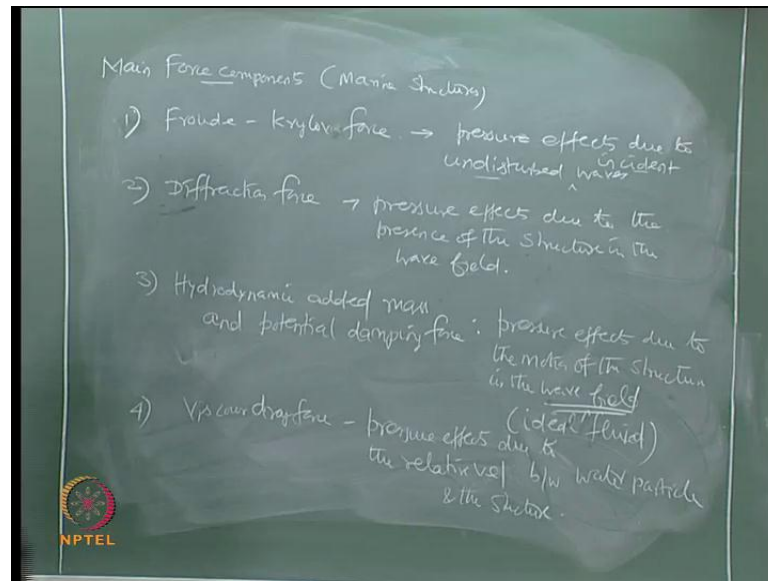 Main Force components (Marine Structures)
1) Froude - Krylov force → pressure effects due to
incident
undisturbed ^ waves
2) Diffraction force → pressure effects due to the
presence of the structure in the
wave field.
3) Hydrodynamic added mass
and potential damping force : pressure effects due to
the motion of the structure
in the wave field
(ideal fluid)
4) Viscous drag force - pressure effects due to
the relative vel b/w water particle
& the structure.
NPTEL